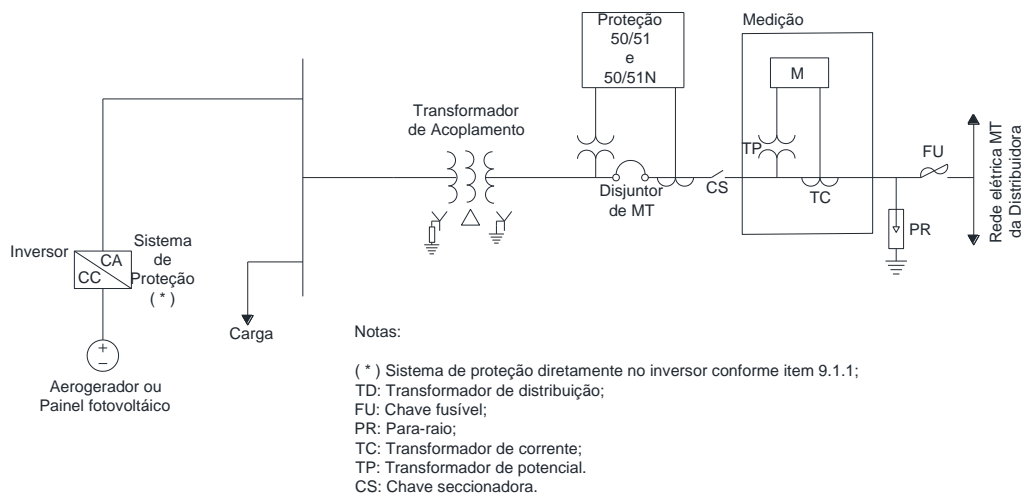 Proteção
50/51
e
50/51N
Medição
M
Transformador
de Acoplamento
TP
FU
Disjuntor
de MT
CS
TC
PR
Rede elétrica MT
da Distribuidora
Inversor
CA
CC
Sistema
de
Proteção
( * )
Carga
+
−
Aerogerador ou
Painel fotovoltáico
Notas:
( * ) Sistema de proteção diretamente no inversor conforme item 9.1.1;
TD: Transformador de distribuição;
FU: Chave fusível;
PR: Para-raio;
TC: Transformador de corrente;
TP: Transformador de potencial.
CS: Chave seccionadora.